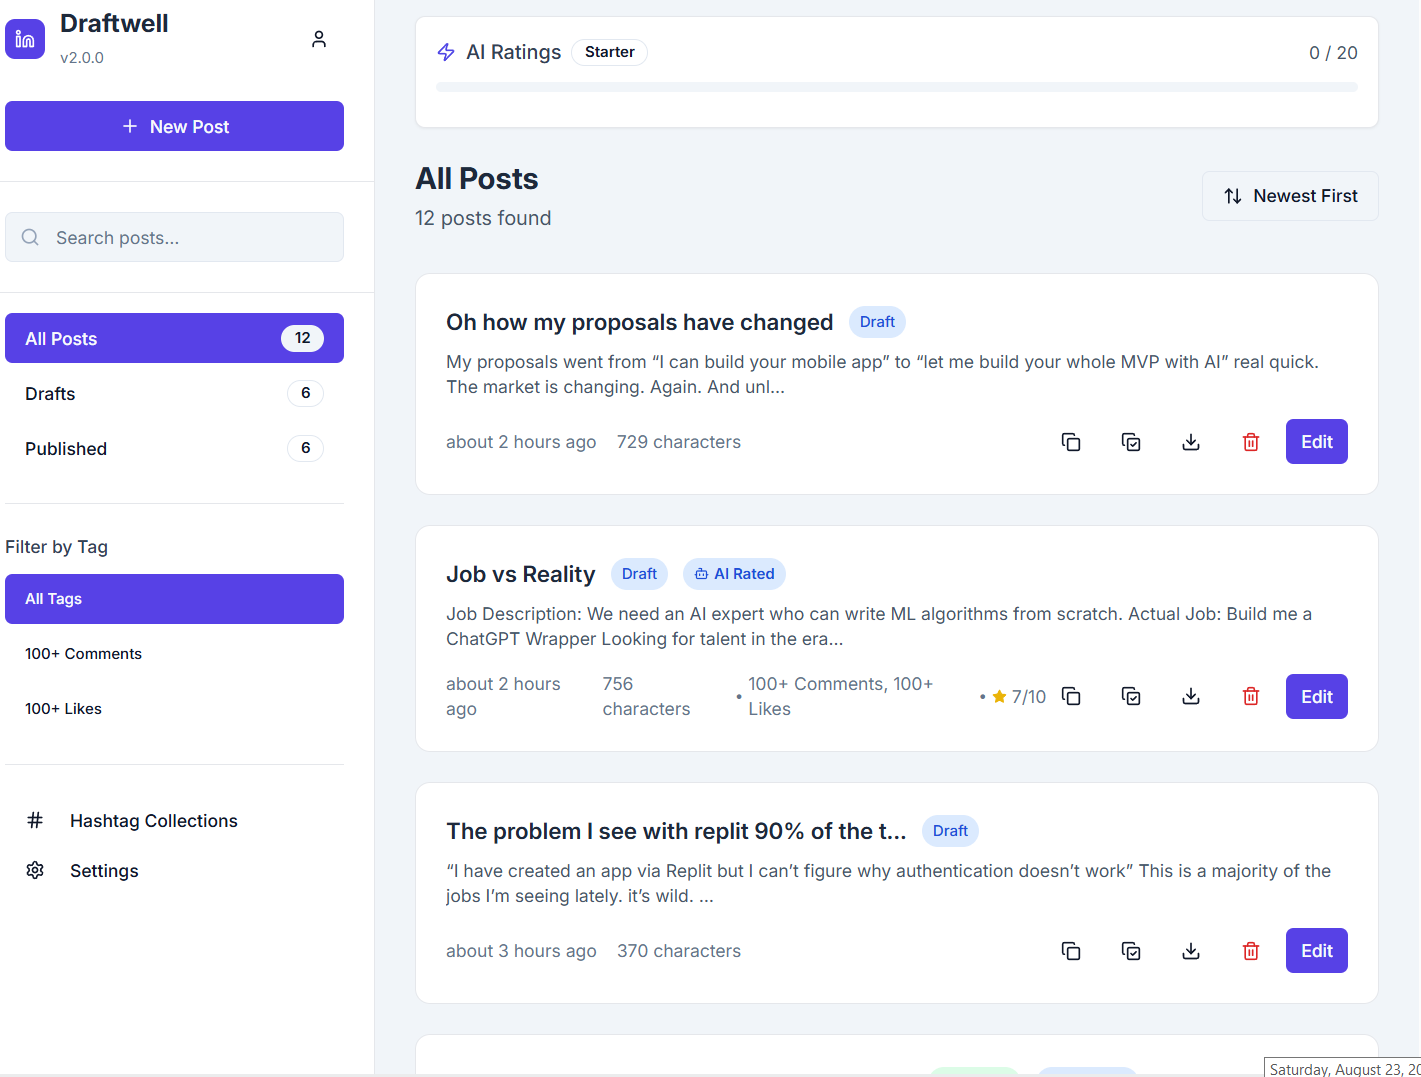 Draftwell
v2.0.0
New Post
Search posts...
All Posts 12
Drafts 6
Published 6
Filter by Tag
All Tags
100+ Comments
100+ Likes
Hashtag Collections
Settings
AI Ratings Starter 0 / 20
All Posts
12 posts found
Newest First
Oh how my proposals have changed Draft
My proposals went from “I can build your mobile app” to “let me build your whole MVP with AI” real quick.
The market is changing. Again. And unl...
about 2 hours ago 729 characters
Edit
Job vs Reality Draft AI Rated
Job Description: We need an AI expert who can write ML algorithms from scratch. Actual Job: Build me a
ChatGPT Wrapper Looking for talent in the era...
about 2 hours
ago
756
characters
• 100+ Comments, 100+
Likes
• 7/10
Edit
The problem I see with replit 90% of the t... Draft
“I have created an app via Replit but I can’t figure why authentication doesn’t work” This is a majority of the
jobs I’m seeing lately. it’s wild. ...
about 3 hours ago 370 characters
Edit
Saturday, August 23, 20